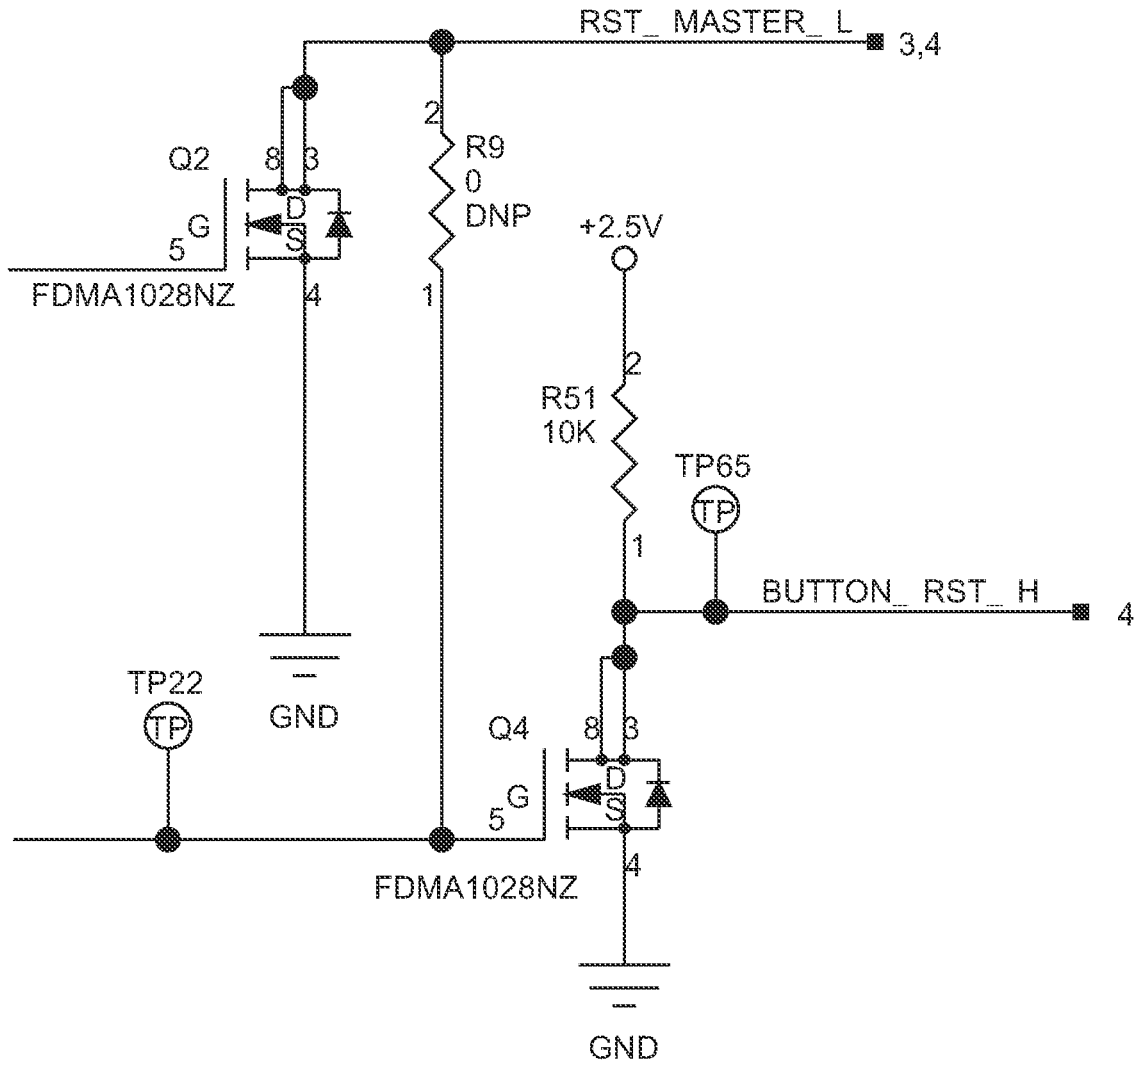 RST_ MASTER_ L
3,4
2
Q2
8 3
R9
0
DNP
D
G
S
5
+2.5V
FDMA1028NZ
4
1
2
R51
10K
TP65
TP
1
BUTTON_ RST_ H
4
TP22
TP
GND
Q4
8 3
D
G
S
5
4
FDMA1028NZ
GND